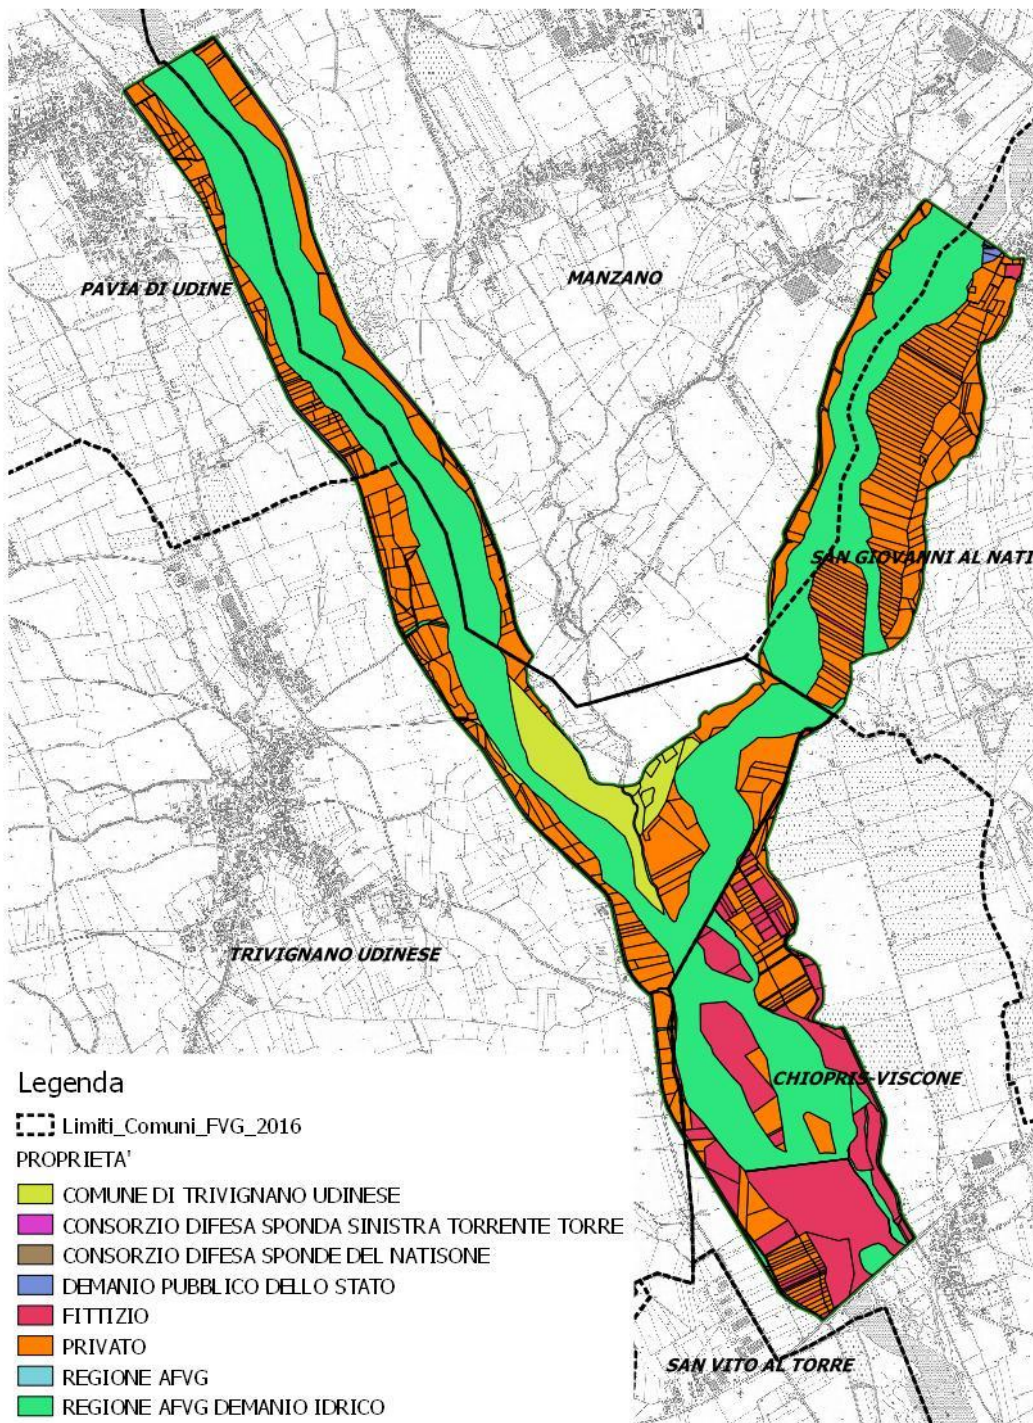 PAVIA DI UDINE
MANZANO
SAN GIOVANNI AL NATI
TRIVIGNANO UDINESE
CHIOPRIS-VISCONE
SAN VITO AL TORRE
Legenda
Limiti_Comuni_FVG_2016
PROPRIETA'
COMUNE DI TRIVIGNANO UDINESE
CONSORZIO DIFESA SPONDA SINISTRA TORRENTE TORRE
CONSORZIO DIFESA SPONDE DEL NATISONE
DEMANIO PUBBLICO DELLO STATO
FITTIZIO
PRIVATO
REGIONE AFVG
REGIONE AFVG DEMANIO IDRICO